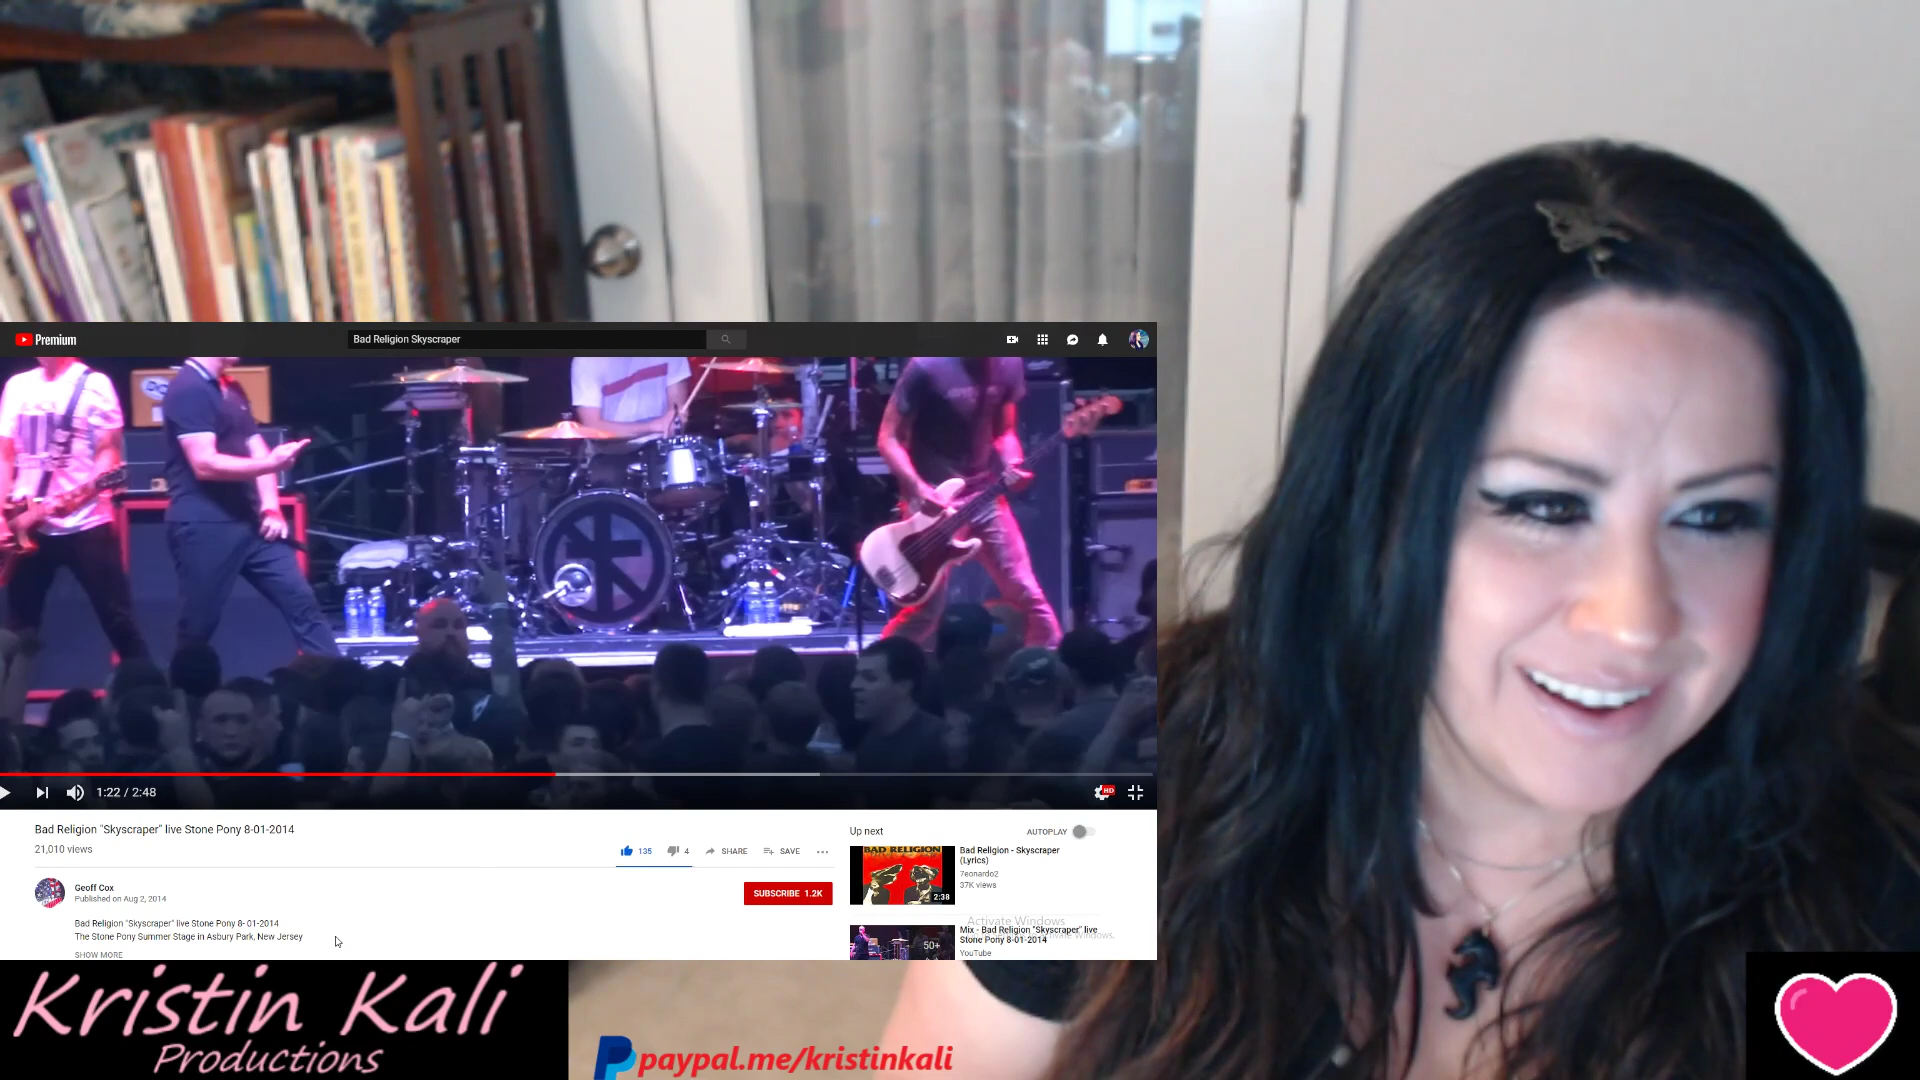 Premium
Bad Religion Skyscraper
1:22 / 2:48
HD
Bad Religion "Skyscraper" live Stone Pony 8-01-2014
21,010 views
135
4
SHARE
SAVE
Geoff Cox
Published on Aug 2, 2014
SUBSCRIBE 1.2K
Bad Religion "Skyscraper" live Stone Pony 8- 01-2014
The Stone Pony Summer Stage in Asbury Park, New Jersey
SHOW MORE
Up next
AUTOPLAY
BAD RELIGION
2:38
Bad Religion - Skyscraper
(Lyrics)
7eonardo2
37K views
Activate Windows
50+
Mix - Bad Religion "Skyscraper" live
Stone Pony 8-01-2014
YouTube
Kristin Kali
Productions
paypal.me/kristinkali